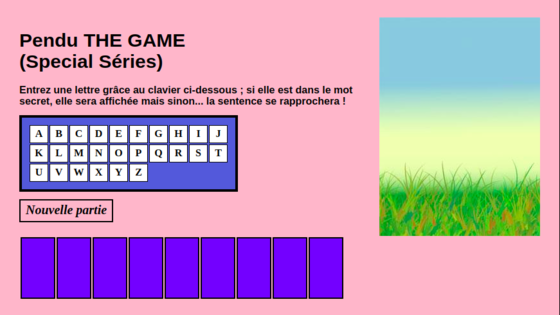 Pendu THE GAME
(Special Séries)
Entrez une lettre grâce au clavier ci-dessous ; si elle est dans le mot
secret, elle sera affichée mais sinon... la sentence se rapprochera !
A B C D E F G H I J
K L M N O P Q R S T
U V W X Y Z
Nouvelle partie